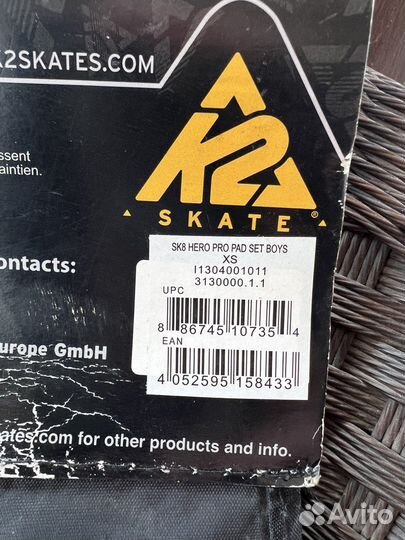 K2SKATES.COM
K2
SKATE®
ssent
aintien.
ontacts:
urope GmbH
SK8 HERO PRO PAD SET BOYS
XS
I1304001011
3130000.1.1
UPC
8 86745 10735 4
EAN
4 052595 158433
ates.com for other products and info.
Avito